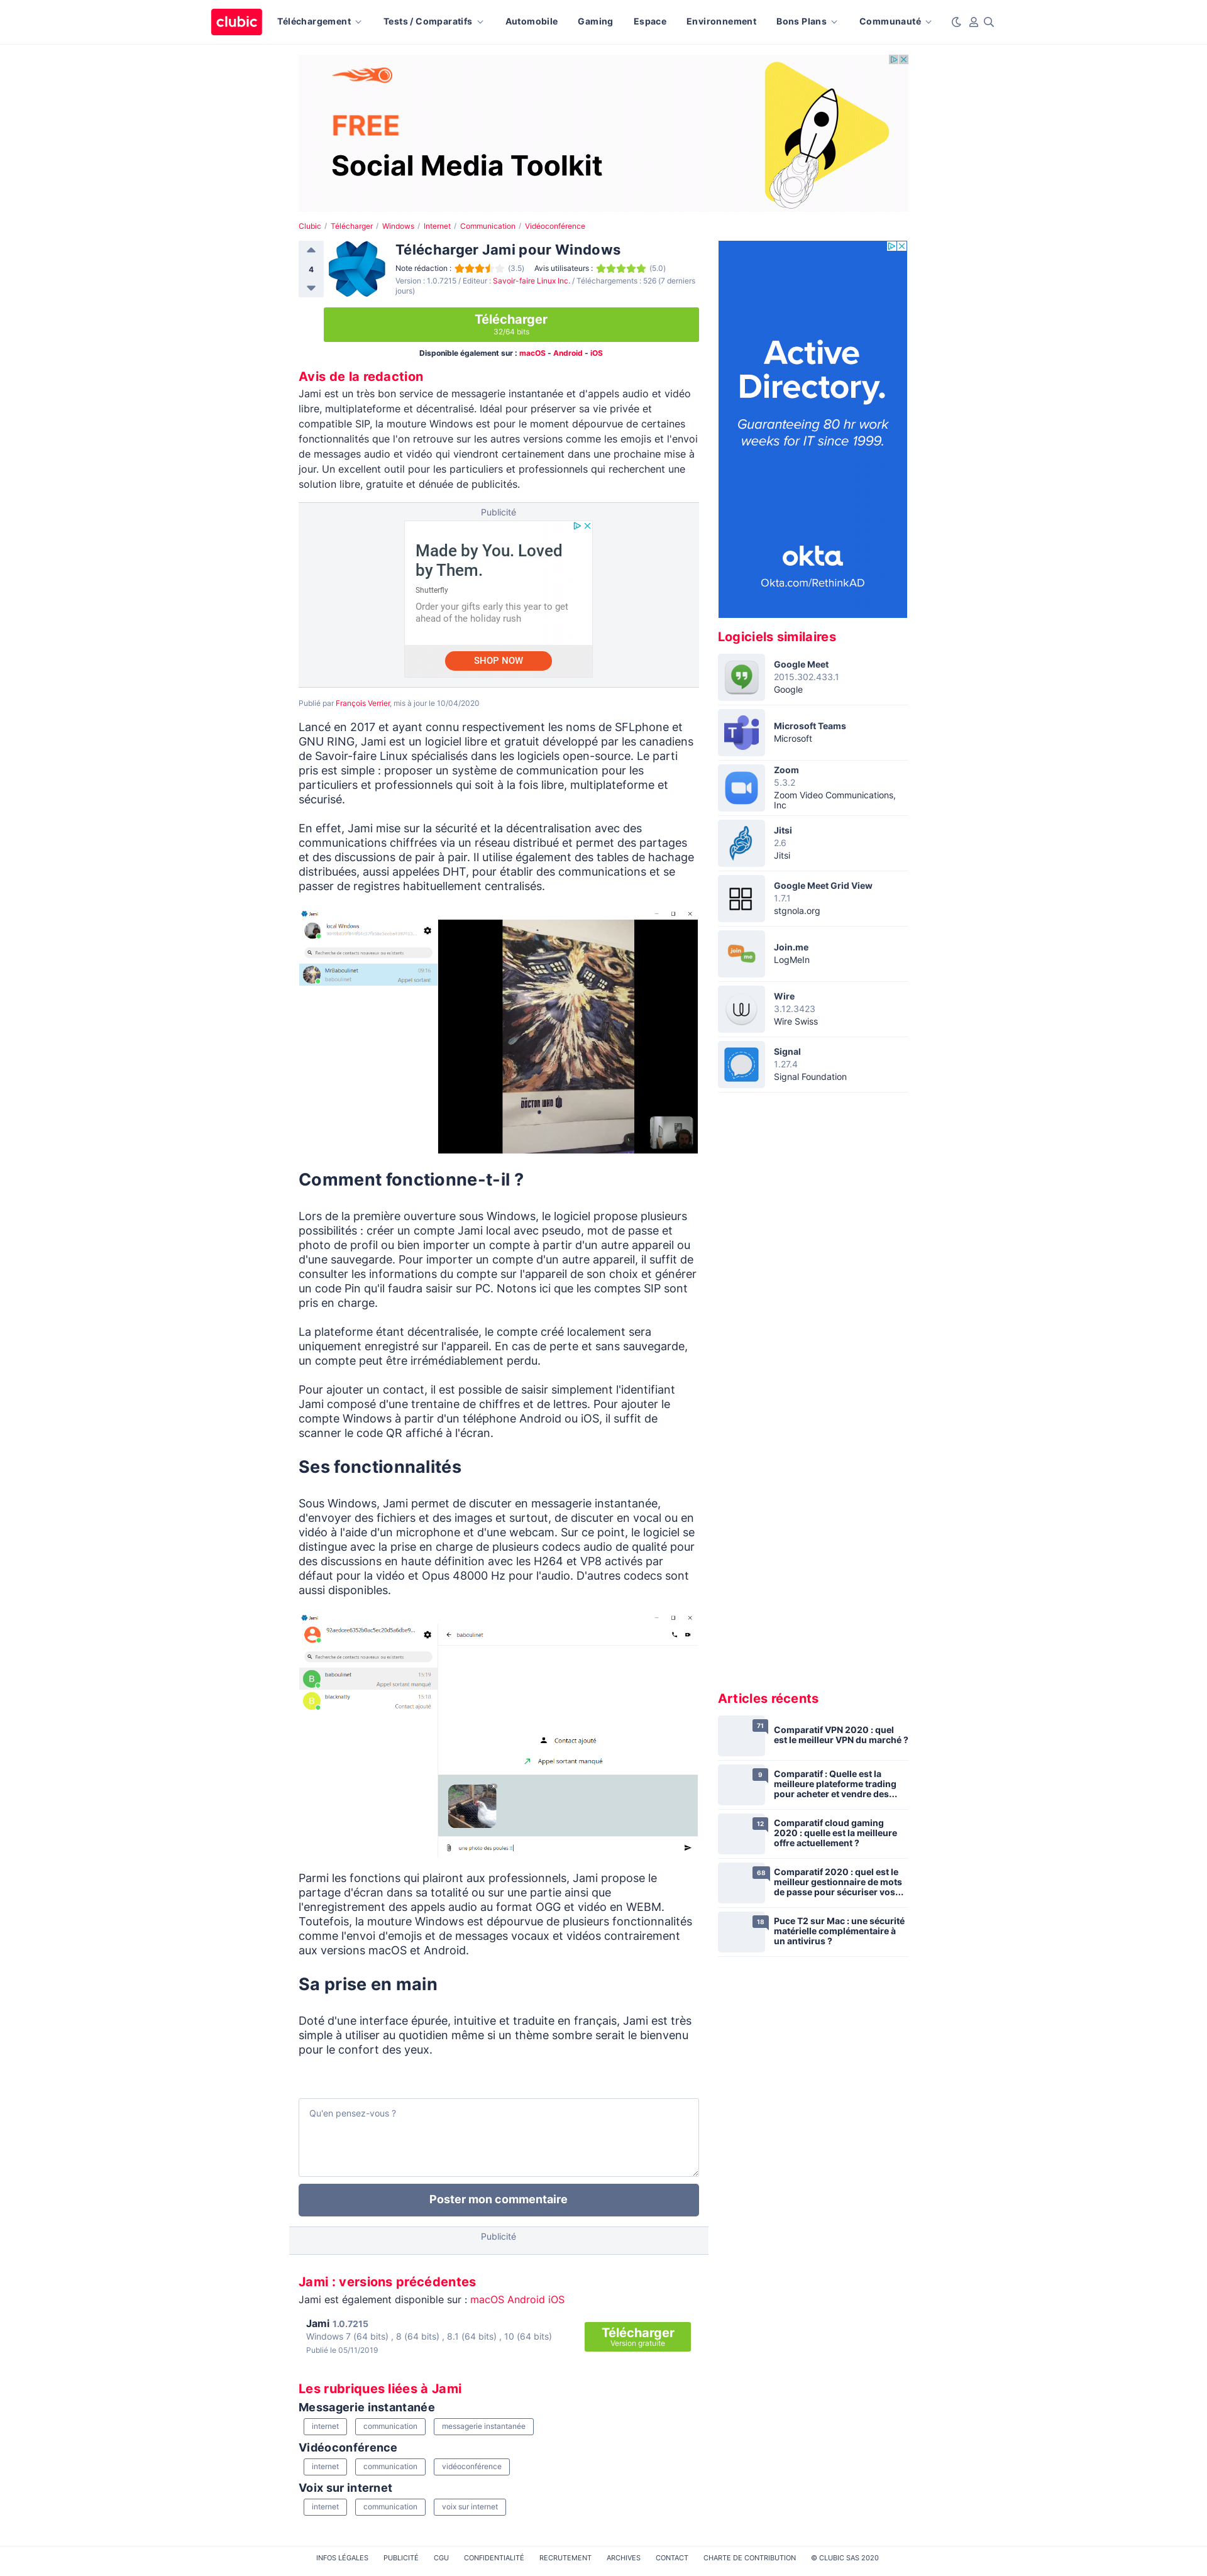 clubic
Téléchargement
Tests / Comparatifs
Automobile
Gaming
Espace
Environnement
Bons Plans
Communauté
FREE
Social Media Toolkit
Clubic / Télécharger / Windows / Internet / Communication / Vidéoconférence
4
Télécharger Jami pour Windows
Note rédaction : (3.5) Avis utilisateurs : (5.0)
Version : 1.0.7215 / Editeur : Savoir-faire Linux Inc. / Téléchargements : 526 (7 derniers
jours)
Télécharger
32/64 bits
Disponible également sur : macOS - Android - iOS
Avis de la redaction
Jami est un très bon service de messagerie instantanée et d'appels audio et vidéo
libre, multiplateforme et décentralisé. Idéal pour préserver sa vie privée et
compatible SIP, la mouture Windows est pour le moment dépourvue de certaines
fonctionnalités que l'on retrouve sur les autres versions comme les emojis et l'envoi
de messages audio et vidéo qui viendront certainement dans une prochaine mise à
jour. Un excellent outil pour les particuliers et professionnels qui recherchent une
solution libre, gratuite et dénuée de publicités.
Publicité
Made by You. Loved
by Them.
Shutterfly
Order your gifts early this year to get
ahead of the holiday rush
SHOP NOW
Publié par François Verrier, mis à jour le 10/04/2020
Lancé en 2017 et ayant connu respectivement les noms de SFLphone et
GNU RING, Jami est un logiciel libre et gratuit développé par les canadiens
de Savoir-faire Linux spécialisés dans les logiciels open-source. Le parti
pris est simple : proposer un système de communication pour les
particuliers et professionnels qui soit à la fois libre, multiplateforme et
sécurisé.
En effet, Jami mise sur la sécurité et la décentralisation avec des
communications chiffrées via un réseau distribué et permet des partages
et des discussions de pair à pair. Il utilise également des tables de hachage
distribuées, aussi appelées DHT, pour établir des communications et se
passer de registres habituellement centralisés.
Jami
local Windows
Recherche de contacts nouveaux ou existants
Mrlilaboulinet
baboulinet
Appel sortant
DOCTOR WHO
Comment fonctionne-t-il ?
Lors de la première ouverture sous Windows, le logiciel propose plusieurs
possibilités : créer un compte Jami local avec pseudo, mot de passe et
photo de profil ou bien importer un compte à partir d'un autre appareil ou
d'une sauvegarde. Pour importer un compte d'un autre appareil, il suffit de
consulter les informations du compte sur l'appareil de son choix et générer
un code Pin qu'il faudra saisir sur PC. Notons ici que les comptes SIP sont
pris en charge.
La plateforme étant décentralisée, le compte créé localement sera
uniquement enregistré sur l'appareil. En cas de perte et sans sauvegarde,
un compte peut être irrémédiablement perdu.
Pour ajouter un contact, il est possible de saisir simplement l'identifiant
Jami composé d'une trentaine de chiffres et de lettres. Pour ajouter le
compte Windows à partir d'un téléphone Android ou iOS, il suffit de
scanner le code QR affiché à l'écran.
Ses fonctionnalités
Sous Windows, Jami permet de discuter en messagerie instantanée,
d'envoyer des fichiers et des images et surtout, de discuter en vocal ou en
vidéo à l'aide d'un microphone et d'une webcam. Sur ce point, le logiciel se
distingue avec la prise en charge de plusieurs codecs audio de qualité pour
des discussions en haute définition avec les H264 et VP8 activés par
défaut pour la vidéo et Opus 48000 Hz pour l'audio. D'autres codecs sont
aussi disponibles.
Jami
baboulinet
Recherche de contacts nouveaux ou existants
B
baboulinet
15:19
Appel sortant manqué
B
blacknelly
15:18
Contact ajouté
Contact ajouté
Appel sortant manqué
une photo des poules !
Parmi les fonctions qui plairont aux professionnels, Jami propose le
partage d'écran dans sa totalité ou sur une partie ainsi que
l'enregistrement des appels audio au format OGG et vidéo en WEBM.
Toutefois, la mouture Windows est dépourvue de plusieurs fonctionnalités
comme l'envoi d'emojis et de messages vocaux et vidéos contrairement
aux versions macOS et Android.
Sa prise en main
Doté d'une interface épurée, intuitive et traduite en français, Jami est très
simple à utiliser au quotidien même si un thème sombre serait le bienvenu
pour le confort des yeux.
Qu'en pensez-vous ?
Poster mon commentaire
Publicité
Jami : versions précédentes
Jami est également disponible sur : macOS Android iOS
Jami 1.0.7215
Windows 7 (64 bits) , 8 (64 bits) , 8.1 (64 bits) , 10 (64 bits)
Publié le 05/11/2019
Télécharger
Version gratuite
Les rubriques liées à Jami
Messagerie instantanée
internet
communication
messagerie instantanée
Vidéoconférence
internet
communication
vidéoconférence
Voix sur internet
internet
communication
voix sur internet
Active
Directory.
Guaranteeing 80 hr work
weeks for IT since 1999.
okta
Okta.com/RethinkAD
Logiciels similaires
Google Meet
2015.302.433.1
Google
Microsoft Teams
Microsoft
Zoom
5.3.2
Zoom Video Communications,
Inc
Jitsi
2.6
Jitsi
Google Meet Grid View
1.7.1
stgnola.org
join me
Join.me
LogMeIn
Wire
3.12.3423
Wire Swiss
Signal
1.27.4
Signal Foundation
Articles récents
71
Comparatif VPN 2020 : quel
est le meilleur VPN du marché ?
9
Comparatif : Quelle est la
meilleure plateforme trading
pour acheter et vendre des...
12
Comparatif cloud gaming
2020 : quelle est la meilleure
offre actuellement ?
68
Comparatif 2020 : quel est le
meilleur gestionnaire de mots
de passe pour sécuriser vos...
18
Puce T2 sur Mac : une sécurité
matérielle complémentaire à
un antivirus ?
INFOS LÉGALES
PUBLICITÉ
CGU
CONFIDENTIALITÉ
RECRUTEMENT
ARCHIVES
CONTACT
CHARTE DE CONTRIBUTION
© CLUBIC SAS 2020